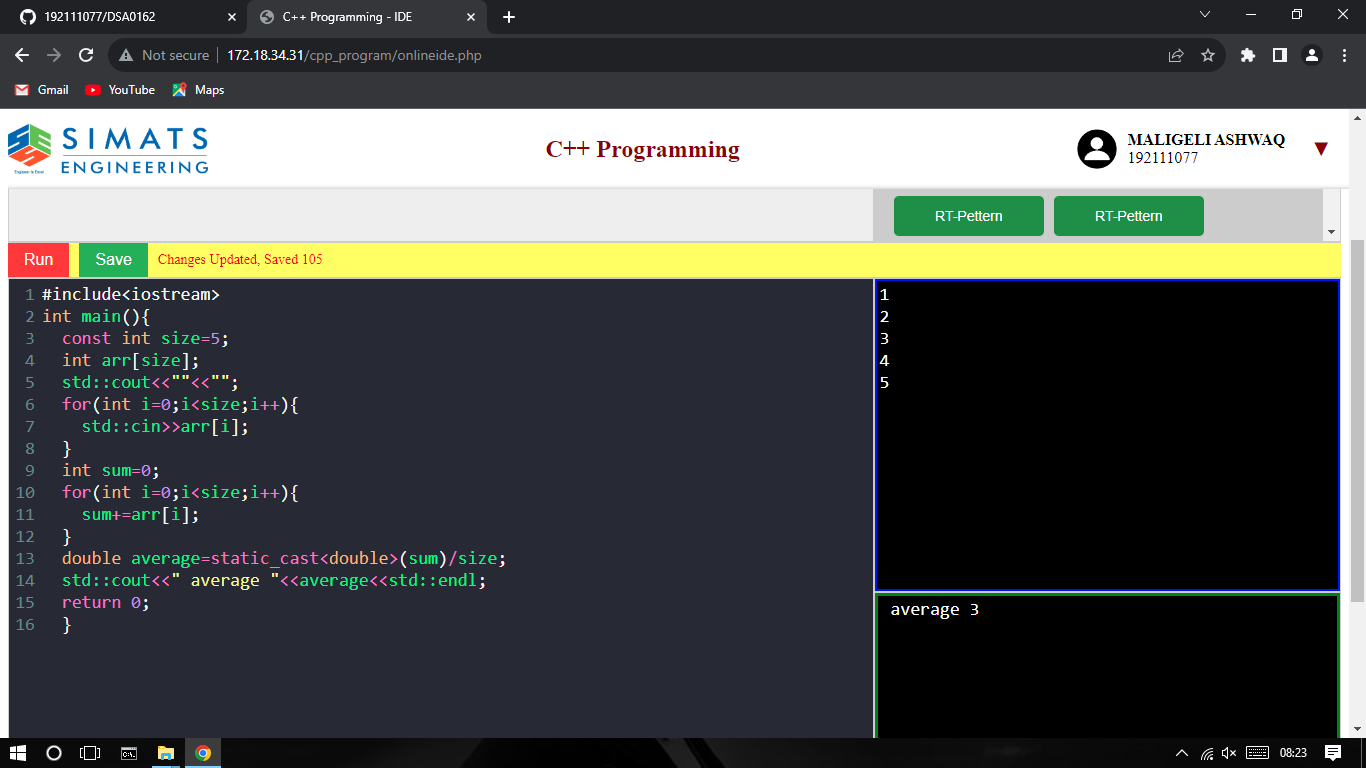 192111077/DSA0162
C++ Programming - IDE
Not secure
172.18.34.31/cpp_program/onlineide.php
Gmail
YouTube
Maps
SIMATS
ENGINEERING
Engineer to Excel
C++ Programming
MALIGELI ASHWAQ
192111077
RT-Pettern
RT-Pettern
Run
Save
Changes Updated, Saved 105
1 #include<iostream>
2 int main(){
3 const int size=5;
4 int arr[size];
5 std::cout<<""<<"";
6 for(int i=0;i<size;i++){
7 std::cin>>arr[i];
8 }
9 int sum=0;
10 for(int i=0;i<size;i++){
11 sum+=arr[i];
12 }
13 double average=static_cast<double>(sum)/size;
14 std::cout<<" average "<<average<<std::endl;
15 return 0;
16 }
1
2
3
4
5
average 3
08:23